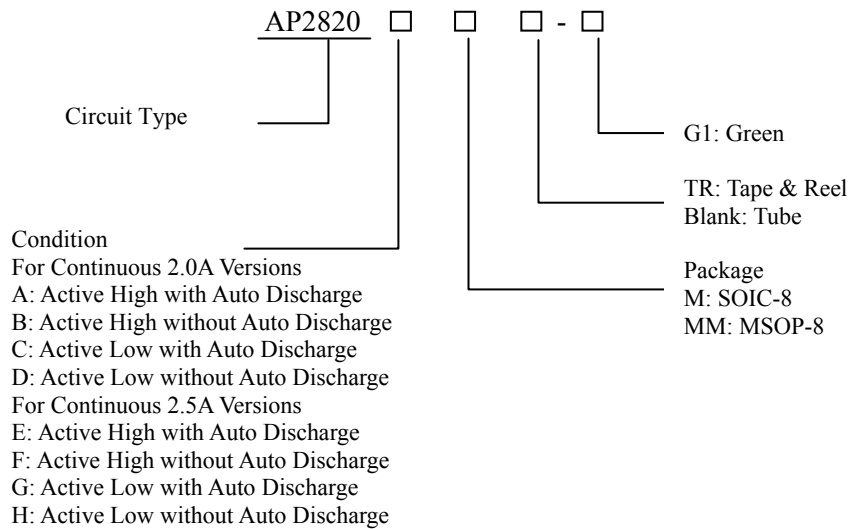 AP2820 □ □ □ - □
Circuit Type
G1: Green
TR: Tape & Reel
Blank: Tube
Condition
For Continuous 2.0A Versions
A: Active High with Auto Discharge
B: Active High without Auto Discharge
C: Active Low with Auto Discharge
D: Active Low without Auto Discharge
For Continuous 2.5A Versions
E: Active High with Auto Discharge
F: Active High without Auto Discharge
G: Active Low with Auto Discharge
H: Active Low without Auto Discharge
Package
M: SOIC-8
MM: MSOP-8